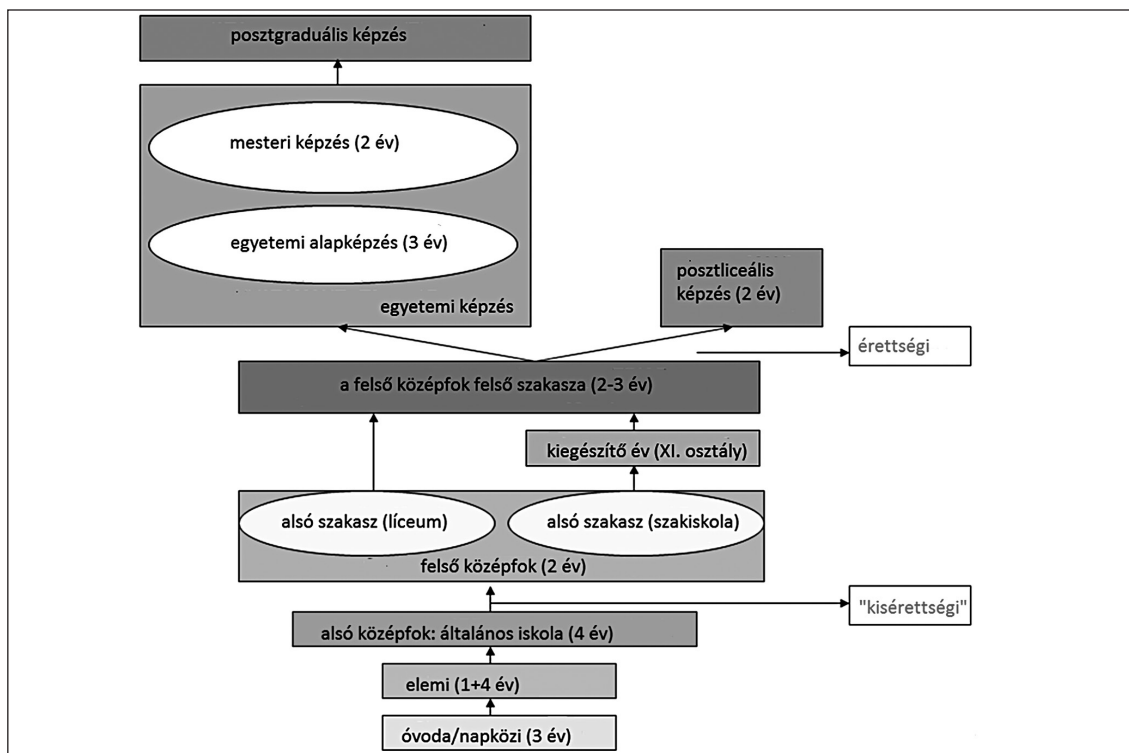 posztgraduális képzés
mesteri képzés (2 év)
egyetemi alapképzés (3 év)
egyetemi képzés
posztliceális
képzés (2 év)
érettségi
a felső középfok felső szakasza (2-3 év)
kiegészítő év (XI. osztály)
alsó szakasz (líceum)
alsó szakasz (szakiskola)
felső középfok (2 év)
"kisérettségi"
alsó középfok: általános iskola (4 év)
elemi (1+4 év)
óvoda/napközi (3 év)